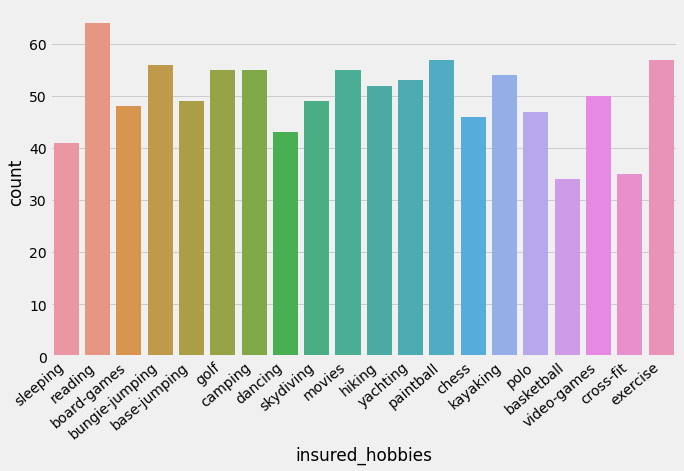 count
60
50
40
30
20
10
0
sleeping
reading
board-games
bungie-jumping
base-jumping
golf
camping
dancing
skydiving
movies
hiking
yachting
paintball
chess
kayaking
polo
basketball
video-games
cross-fit
exercise
insured_hobbies